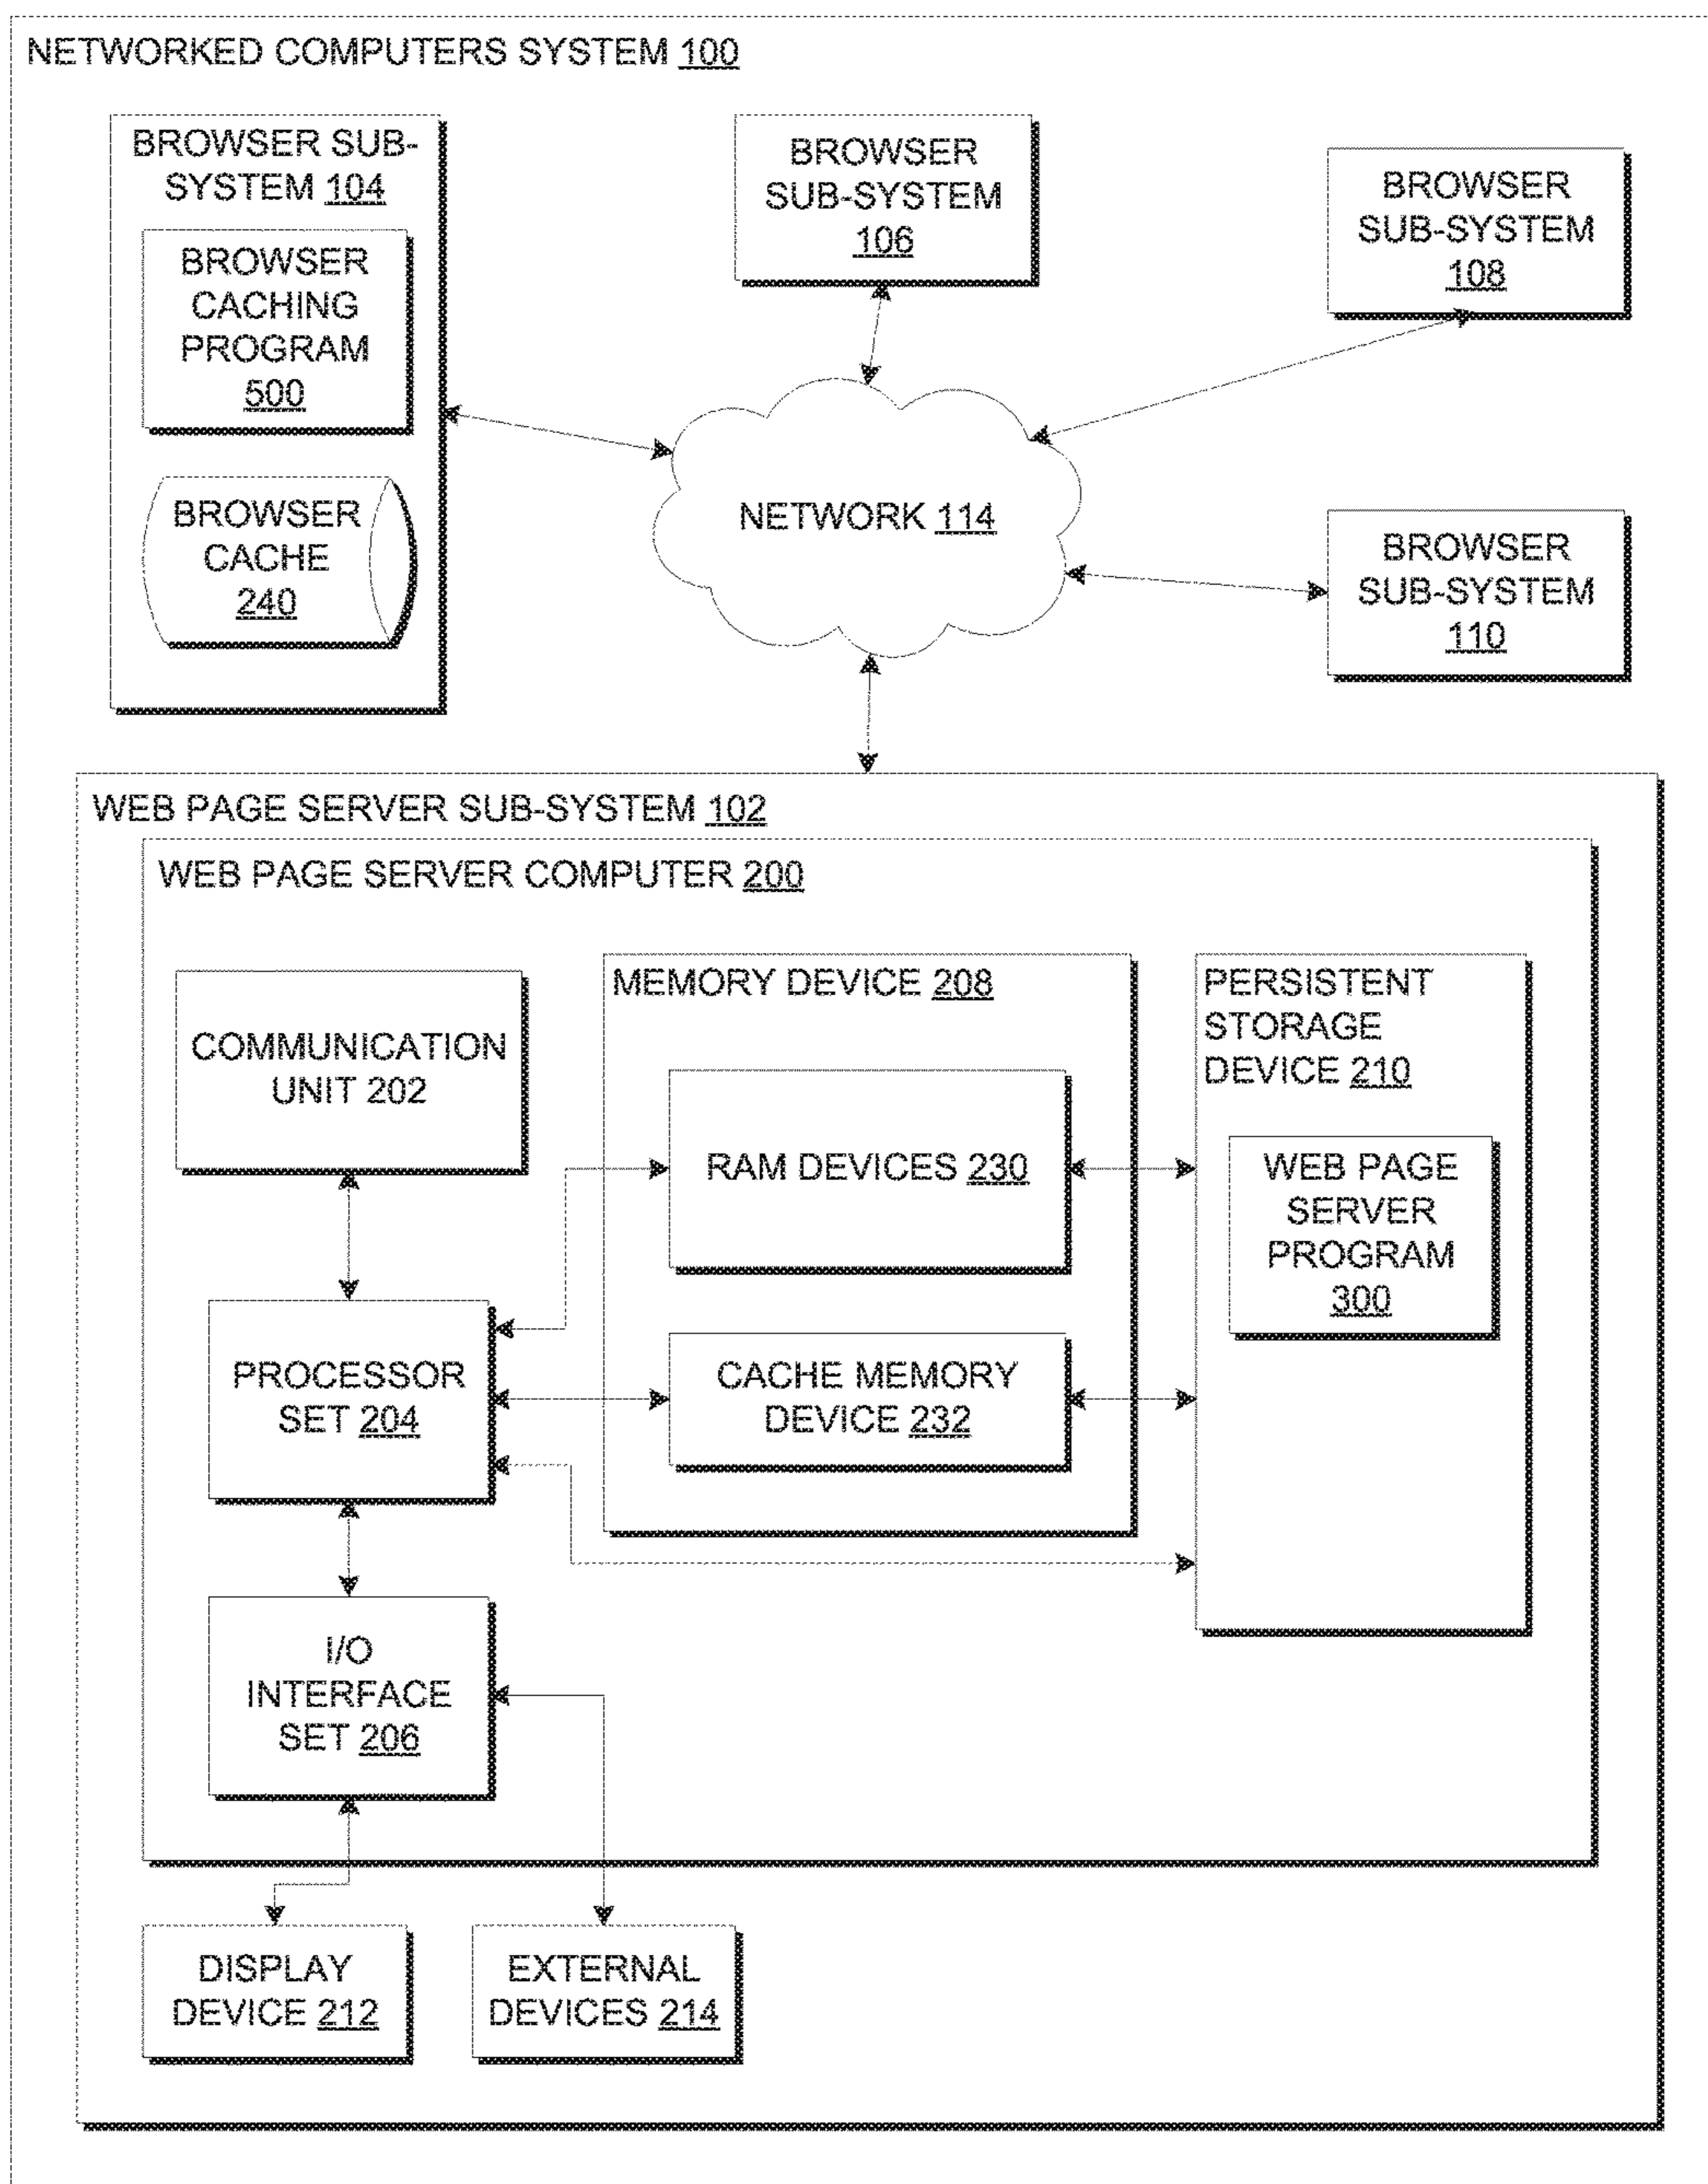 NETWORKED COMPUTERS SYSTEM 100
BROWSER SUB-
SYSTEM 104
BROWSER
CACHING
PROGRAM
500
BROWSER
CACHE
240
BROWSER
SUB-SYSTEM
106
BROWSER
SUB-SYSTEM
108
NETWORK 114
BROWSER
SUB-SYSTEM
110
WEB PAGE SERVER SUB-SYSTEM 102
WEB PAGE SERVER COMPUTER 200
COMMUNICATION
UNIT 202
MEMORY DEVICE 208
RAM DEVICES 230
CACHE MEMORY
DEVICE 232
PERSISTENT
STORAGE
DEVICE 210
WEB PAGE
SERVER
PROGRAM
300
PROCESSOR
SET 204
I/O
INTERFACE
SET 206
DISPLAY
DEVICE 212
EXTERNAL
DEVICES 214